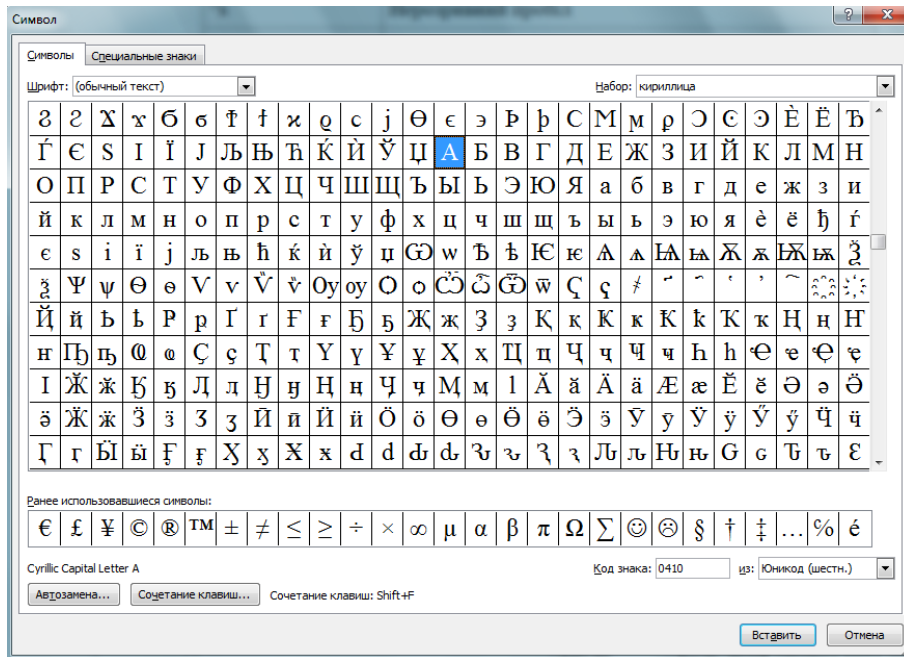 Символ
Символы Специальные знаки
Шрифт: (обычный текст) Набор: кириллица
Ϩ ϩ Ϫ ϫ Ϭ ϭ Ϯ ϯ ϰ ϱ ϲ ϳ ϴ ϵ ϶ Ϸ ϸ Ϲ Ϻ ϻ ϼ Ͻ Ͼ Ͽ Ѐ Ё Ђ
Ѓ Є Ѕ І Ї Ј Љ Њ Ћ Ќ Ѝ Ў Џ А Б В Г Д Е Ж З И Й К Л М Н
О П Р С Т У Ф Х Ц Ч Ш Щ Ъ Ы Ь Э Ю Я а б в г д е ж з и
й к л м н о п р с т у ф х ц ч ш щ ъ ы ь э ю я ѐ ё ђ ѓ
є ѕ і ї ј љ њ ћ ќ ѝ ў џ Ѡ ѡ Ѣ ѣ Ѥ ѥ Ѧ ѧ Ѩ ѩ Ѫ ѫ Ѭ ѭ Ѯ
ѯ Ѱ ѱ Ѳ ѳ Ѵ ѵ Ѷ ѷ Ѹ ѹ Ѻ ѻ Ѽ ѽ Ѿ ѿ Ҁ ҁ ҂ ҃ ҄ ҅ ҆ ҇ ҈ ҉
Ҋ ҋ Ҍ ҍ Ҏ ҏ Ґ ґ Ғ ғ Ҕ ҕ Җ җ Ҙ ҙ Қ қ Ҝ ҝ Ҟ ҟ Ҡ ҡ Ң ң Ҥ
ҥ Ҧ ҧ Ҩ ҩ Ҫ ҫ Ҭ ҭ Ү ү Ұ ұ Ҳ ҳ Ҵ ҵ Ҷ ҷ Ҹ ҹ Һ һ Ҽ ҽ Ҿ ҿ
Ӏ Ӂ ӂ Ӄ ӄ Ӆ ӆ Ӈ ӈ Ӊ ӊ Ӌ ӌ Ӎ ӎ ӏ Ӑ ӑ Ӓ ӓ Ӕ ӕ Ӗ ӗ Ә ә Ӛ
ӛ Ӝ ӝ Ӟ ӟ Ӡ ӡ Ӣ ӣ Ӥ ӥ Ӧ ӧ Ө ө Ӫ ӫ Ӭ ӭ Ӯ ӯ Ӱ ӱ Ӳ ӳ Ӵ ӵ
Ӷ ӷ Ӹ ӹ Ӻ ӻ Ӽ ӽ Ӿ ӿ Ԁ ԁ Ԃ ԃ Ԅ ԅ Ԇ ԇ Ԉ ԉ Ԋ ԋ Ԍ ԍ Ԏ ԏ Ԑ
Ранее использовавшиеся символы:
€ £ ¥ © ® ™ ± ≠ ≤ ≥ ÷ × ∞ µ α β π Ω ∑ ☺ ☹ § † ‡ … ℅ é
Cyrillic Capital Letter A Код знака: 0410 из: Юникод (шестн.)
Автозамена... Сочетание клавиш... Сочетание клавиш: Shift+F
Вставить Отмена